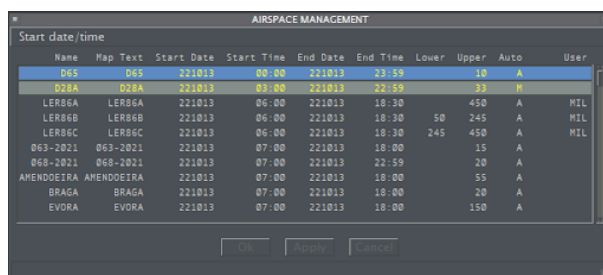 AIRSPACE MANAGEMENT
Start date/time
Name Map Text Start Date Start Time End Date End Time Lower Upper Auto User
D65 D65 221013 00:00 221013 23:59 10 A
D28A D28A 221013 03:00 221013 22:59 33 M
LER86A LER86A 221013 06:00 221013 18:30 450 A MIL
LER86B LER86B 221013 06:00 221013 18:30 50 245 A MIL
LER86C LER86C 221013 06:00 221013 18:30 245 450 A MIL
063-2021 063-2021 221013 07:00 221013 18:00 15 A
068-2021 068-2021 221013 07:00 221013 22:59 20 A
AMENDOEIRA AMENDOEIRA 221013 07:00 221013 18:00 55 A
BRAGA BRAGA 221013 07:00 221013 18:00 20 A
EVORA EVORA 221013 07:00 221013 18:00 150 A
Ok Apply Cancel